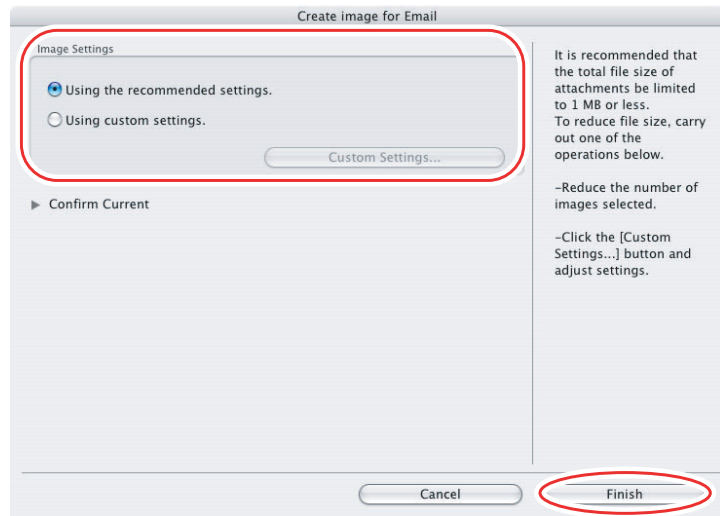 Create image for Email
Image Settings
Using the recommended settings.
Using custom settings.
Custom Settings...
Confirm Current
It is recommended that
the total file size of
attachments be limited
to 1 MB or less.
To reduce file size, carry
out one of the
operations below.
-Reduce the number of
images selected.
-Click the [Custom
Settings...] button and
adjust settings.
Cancel
Finish